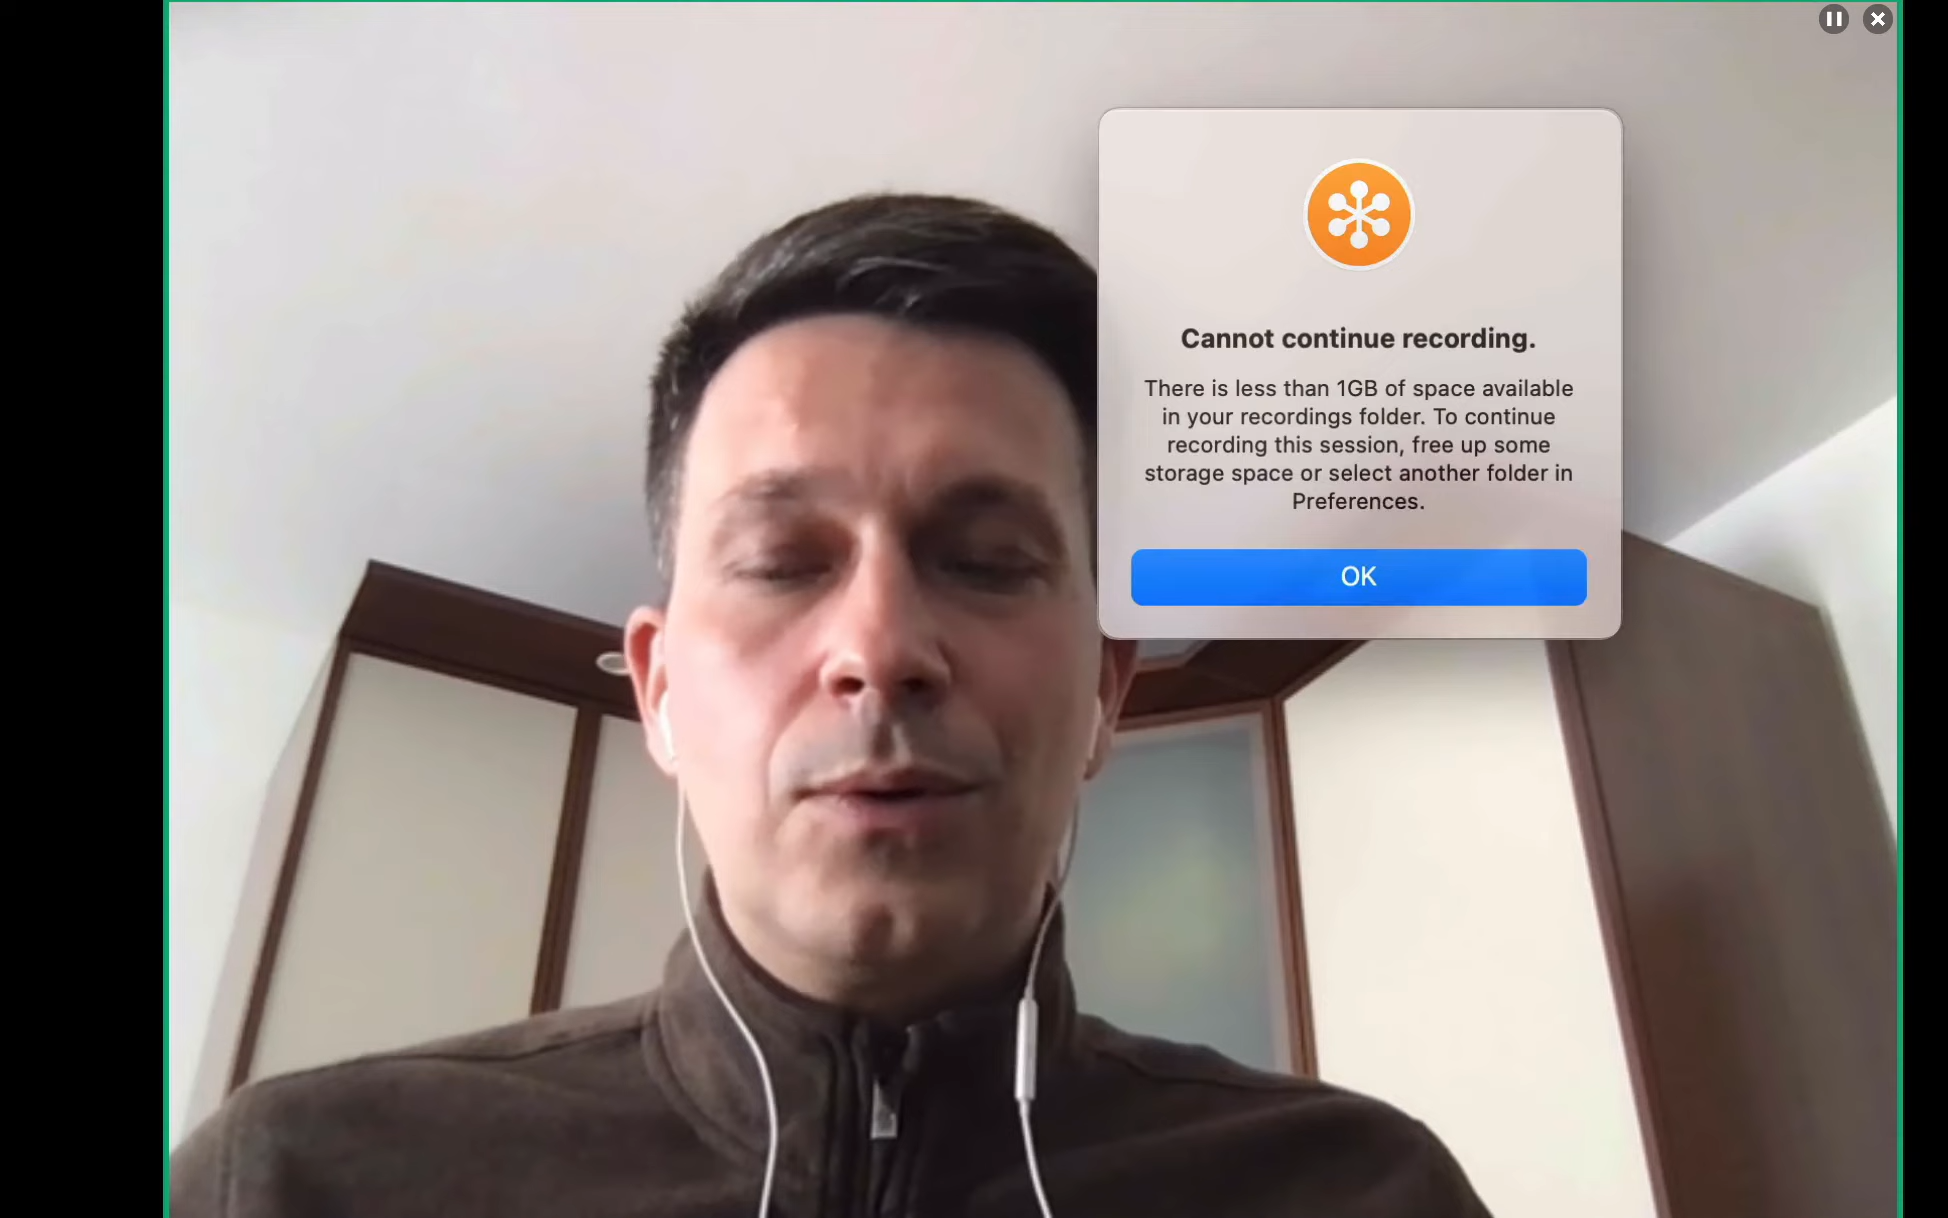 Cannot continue recording.
There is less than 1GB of space available
in your recordings folder. To continue
recording this session, free up some
storage space or select another folder in
Preferences.
OK